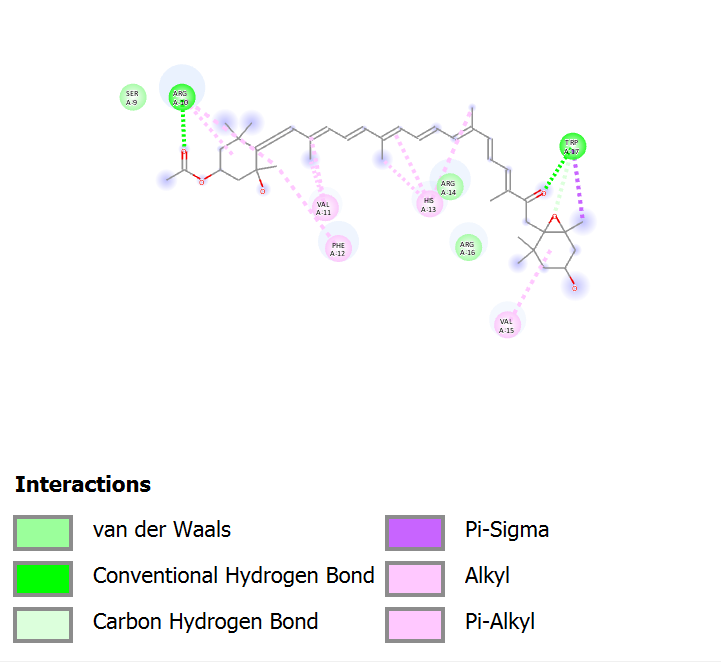 SER
A-9
ARG
A-10
TRP
A-17
ARG
A-14
VAL
A-11
HIS
A-13
PHE
A-12
ARG
A-16
VAL
A-15
O
O
O
O
O
O
Interactions
van der Waals
Conventional Hydrogen Bond
Carbon Hydrogen Bond
Pi-Sigma
Alkyl
Pi-Alkyl